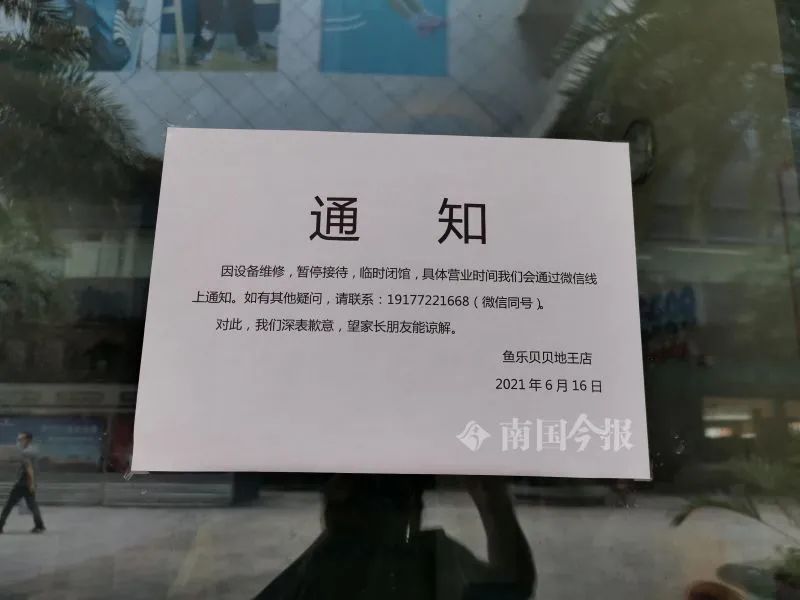 通 知
因设备维修，暂停接待，临时闭馆，具体营业时间我们会通过微信线
上通知。如有其他疑问，请联系：19177221668（微信同号）。
对此，我们深表歉意，望家长朋友能谅解。
鱼乐贝贝地王店
2021 年 6 月 16 日
南国今报